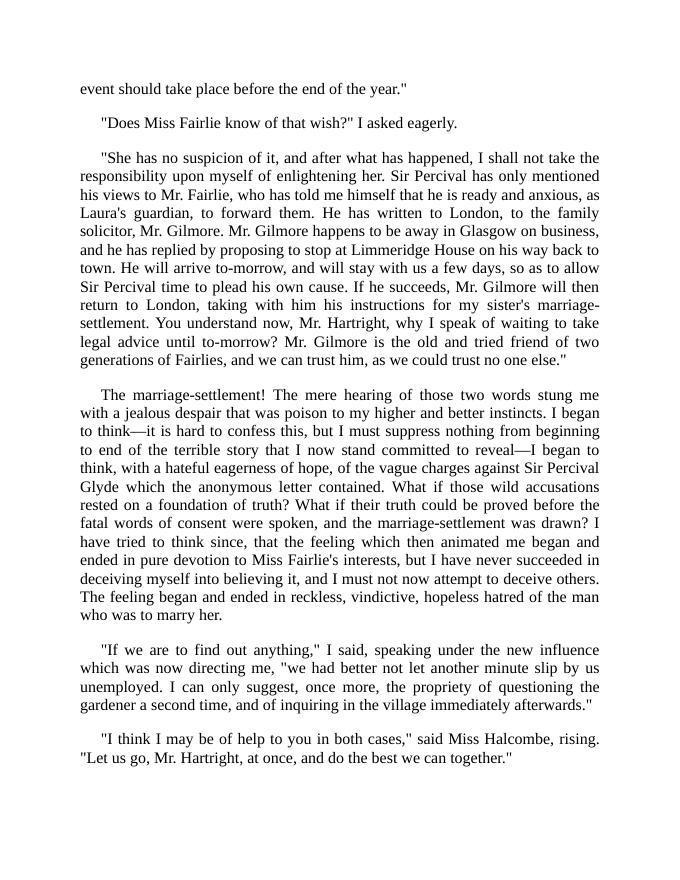 event should take place before the end of the year."
"Does Miss Fairlie know of that wish?" I asked eagerly.
"She has no suspicion of it, and after what has happened, I shall not take the
responsibility upon myself of enlightening her. Sir Percival has only mentioned
his views to Mr. Fairlie, who has told me himself that he is ready and anxious, as
Laura's guardian, to forward them. He has written to London, to the family
solicitor, Mr. Gilmore. Mr. Gilmore happens to be away in Glasgow on business,
and he has replied by proposing to stop at Limmeridge House on his way back to
town. He will arrive to-morrow, and will stay with us a few days, so as to allow
Sir Percival time to plead his own cause. If he succeeds, Mr. Gilmore will then
return to London, taking with him his instructions for my sister's marriage-
settlement. You understand now, Mr. Hartright, why I speak of waiting to take
legal advice until to-morrow? Mr. Gilmore is the old and tried friend of two
generations of Fairlies, and we can trust him, as we could trust no one else."
The marriage-settlement! The mere hearing of those two words stung me
with a jealous despair that was poison to my higher and better instincts. I began
to think—it is hard to confess this, but I must suppress nothing from beginning
to end of the terrible story that I now stand committed to reveal—I began to
think, with a hateful eagerness of hope, of the vague charges against Sir Percival
Glyde which the anonymous letter contained. What if those wild accusations
rested on a foundation of truth? What if their truth could be proved before the
fatal words of consent were spoken, and the marriage-settlement was drawn? I
have tried to think since, that the feeling which then animated me began and
ended in pure devotion to Miss Fairlie's interests, but I have never succeeded in
deceiving myself into believing it, and I must not now attempt to deceive others.
The feeling began and ended in reckless, vindictive, hopeless hatred of the man
who was to marry her.
"If we are to find out anything," I said, speaking under the new influence
which was now directing me, "we had better not let another minute slip by us
unemployed. I can only suggest, once more, the propriety of questioning the
gardener a second time, and of inquiring in the village immediately afterwards."
"I think I may be of help to you in both cases," said Miss Halcombe, rising.
"Let us go, Mr. Hartright, at once, and do the best we can together."